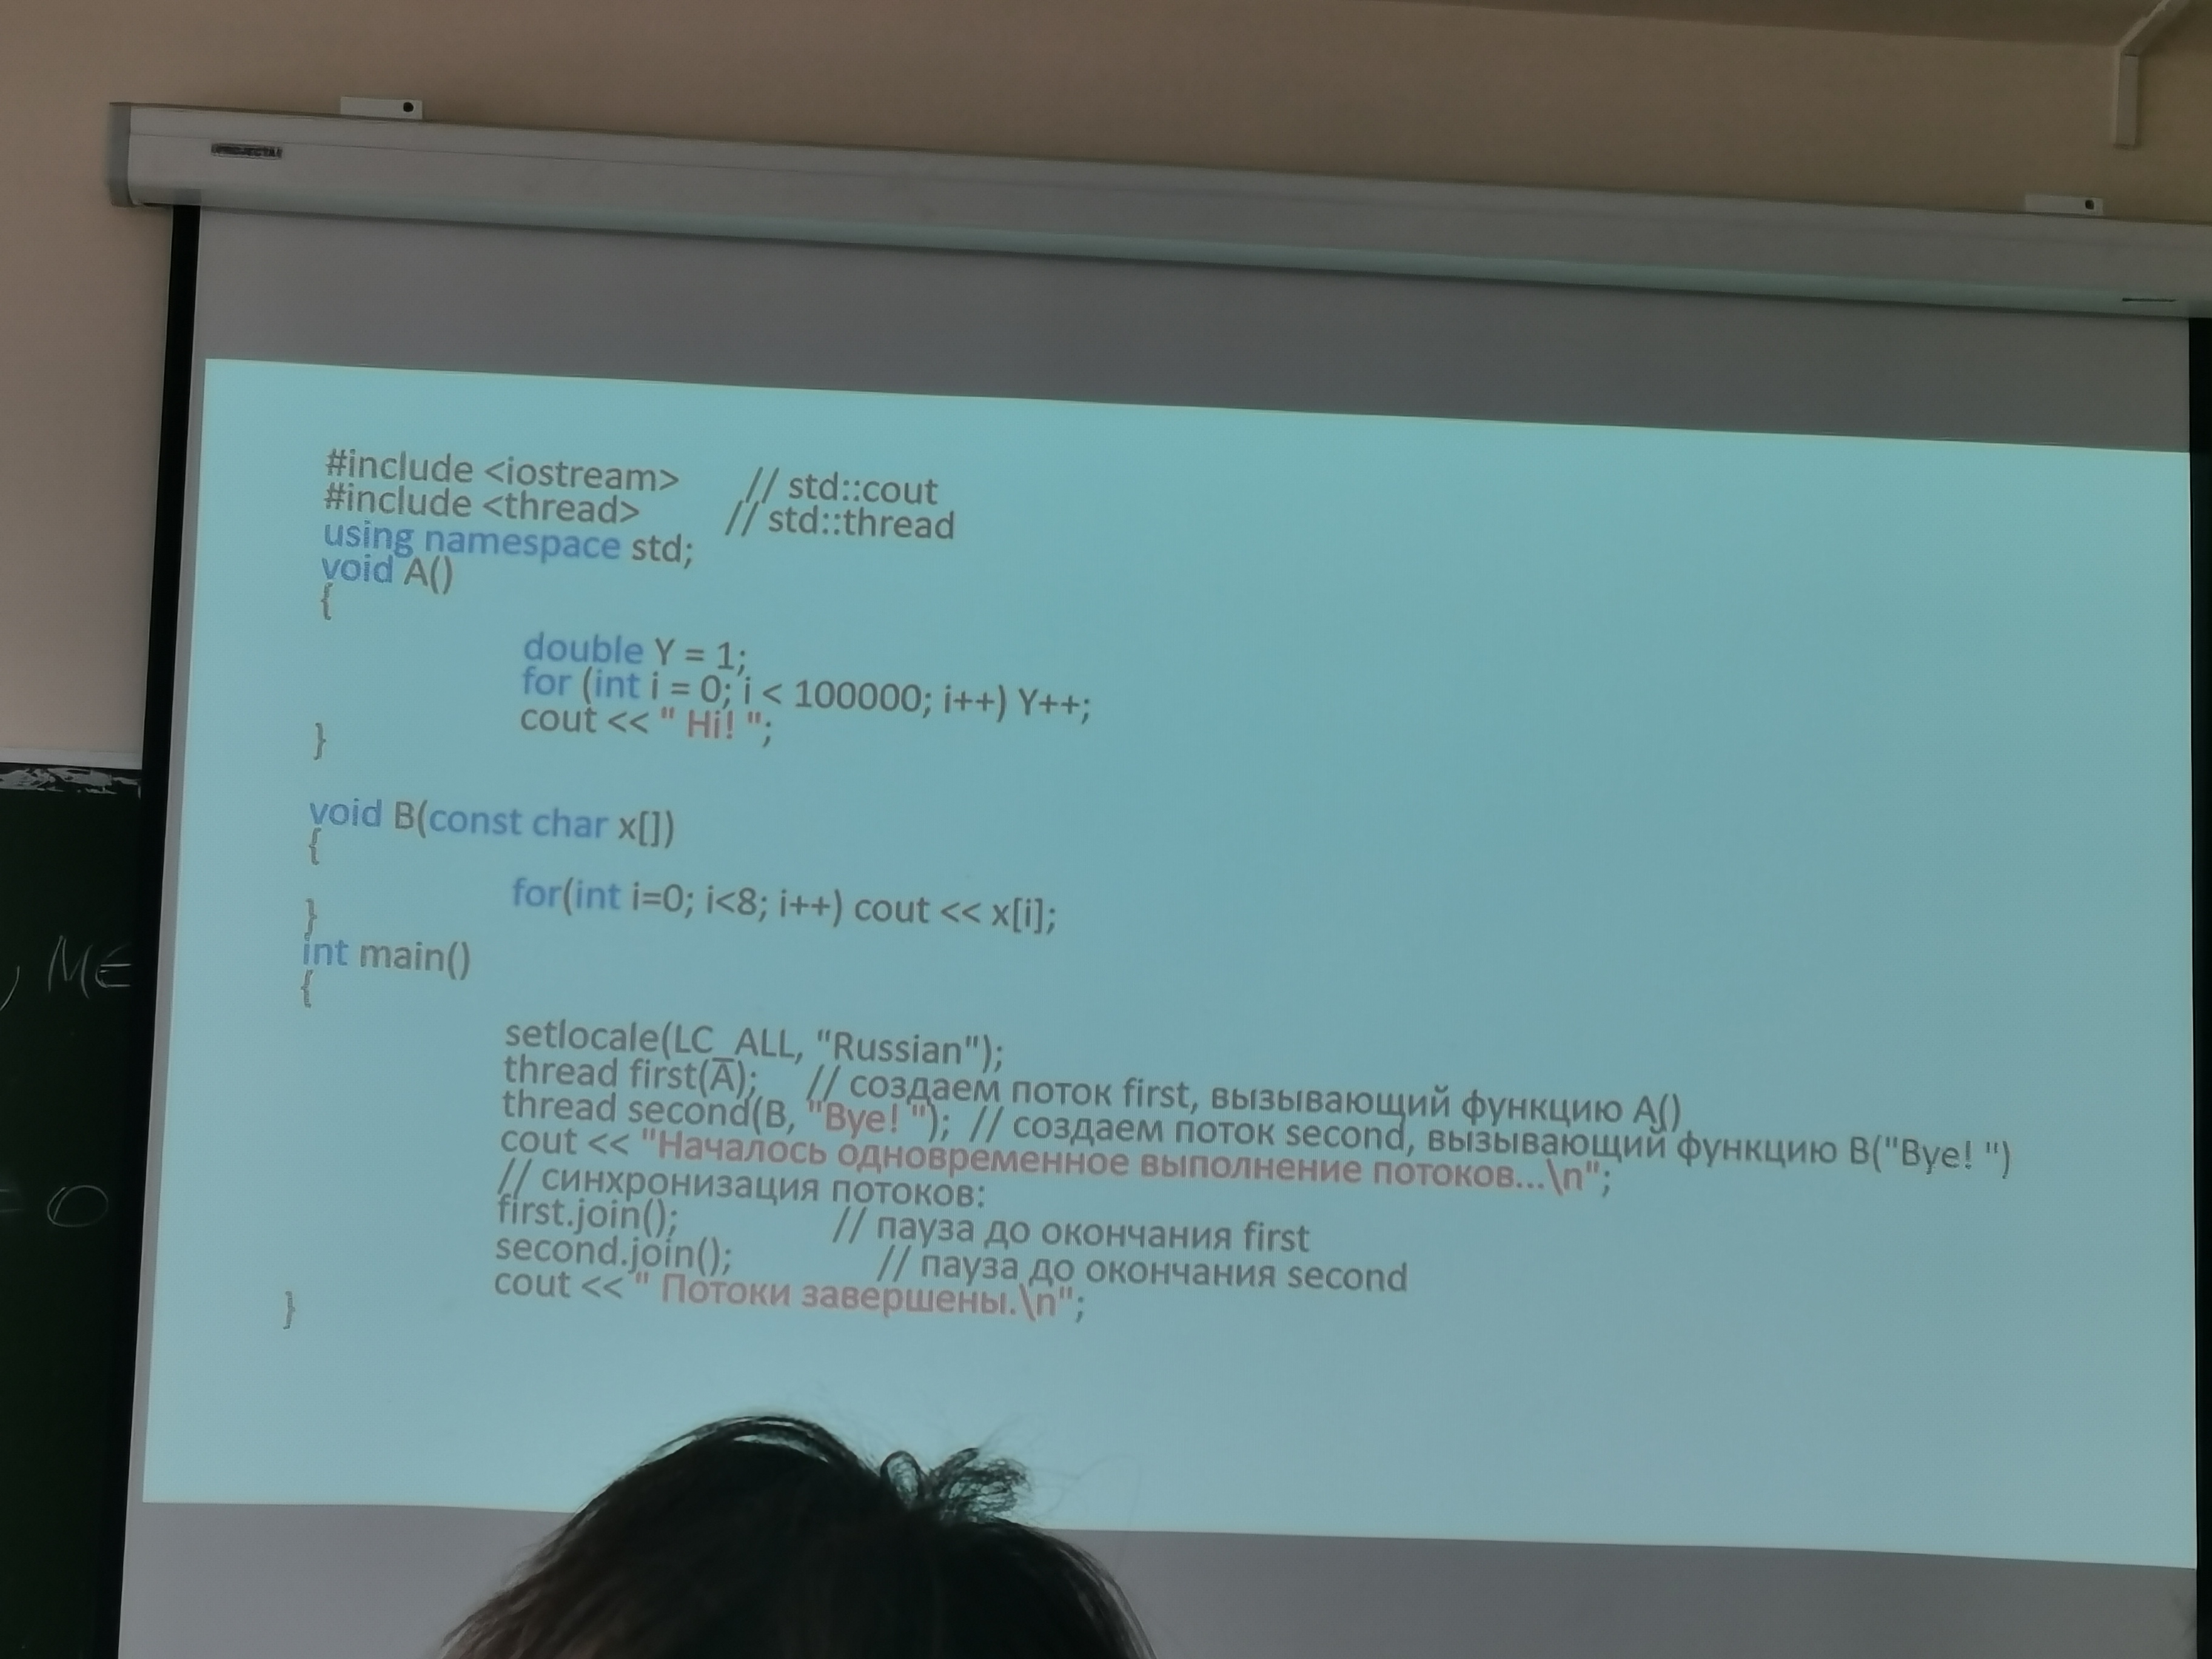 #include <iostream> // std::cout
#include <thread> // std::thread
using namespace std;
void A()
{
double Y = 1;
for (int i = 0; i < 100000; i++) Y++;
cout << " Hi! ";
}
void B(const char x[])
{
for(int i=0; i<8; i++) cout << x[i];
}
int main()
{
setlocale(LC_ALL, "Russian");
thread first(A); // создаем поток first, вызывающий функцию A()
thread second(B, "Bye! "); // создаем поток second, вызывающий функцию B("Bye! ")
cout << "Началось одновременное выполнение потоков...\n";
// синхронизация потоков:
first.join(); // пауза до окончания first
second.join(); // пауза до окончания second
cout << " Потоки завершены.\n";
}
, МЕ
= 0